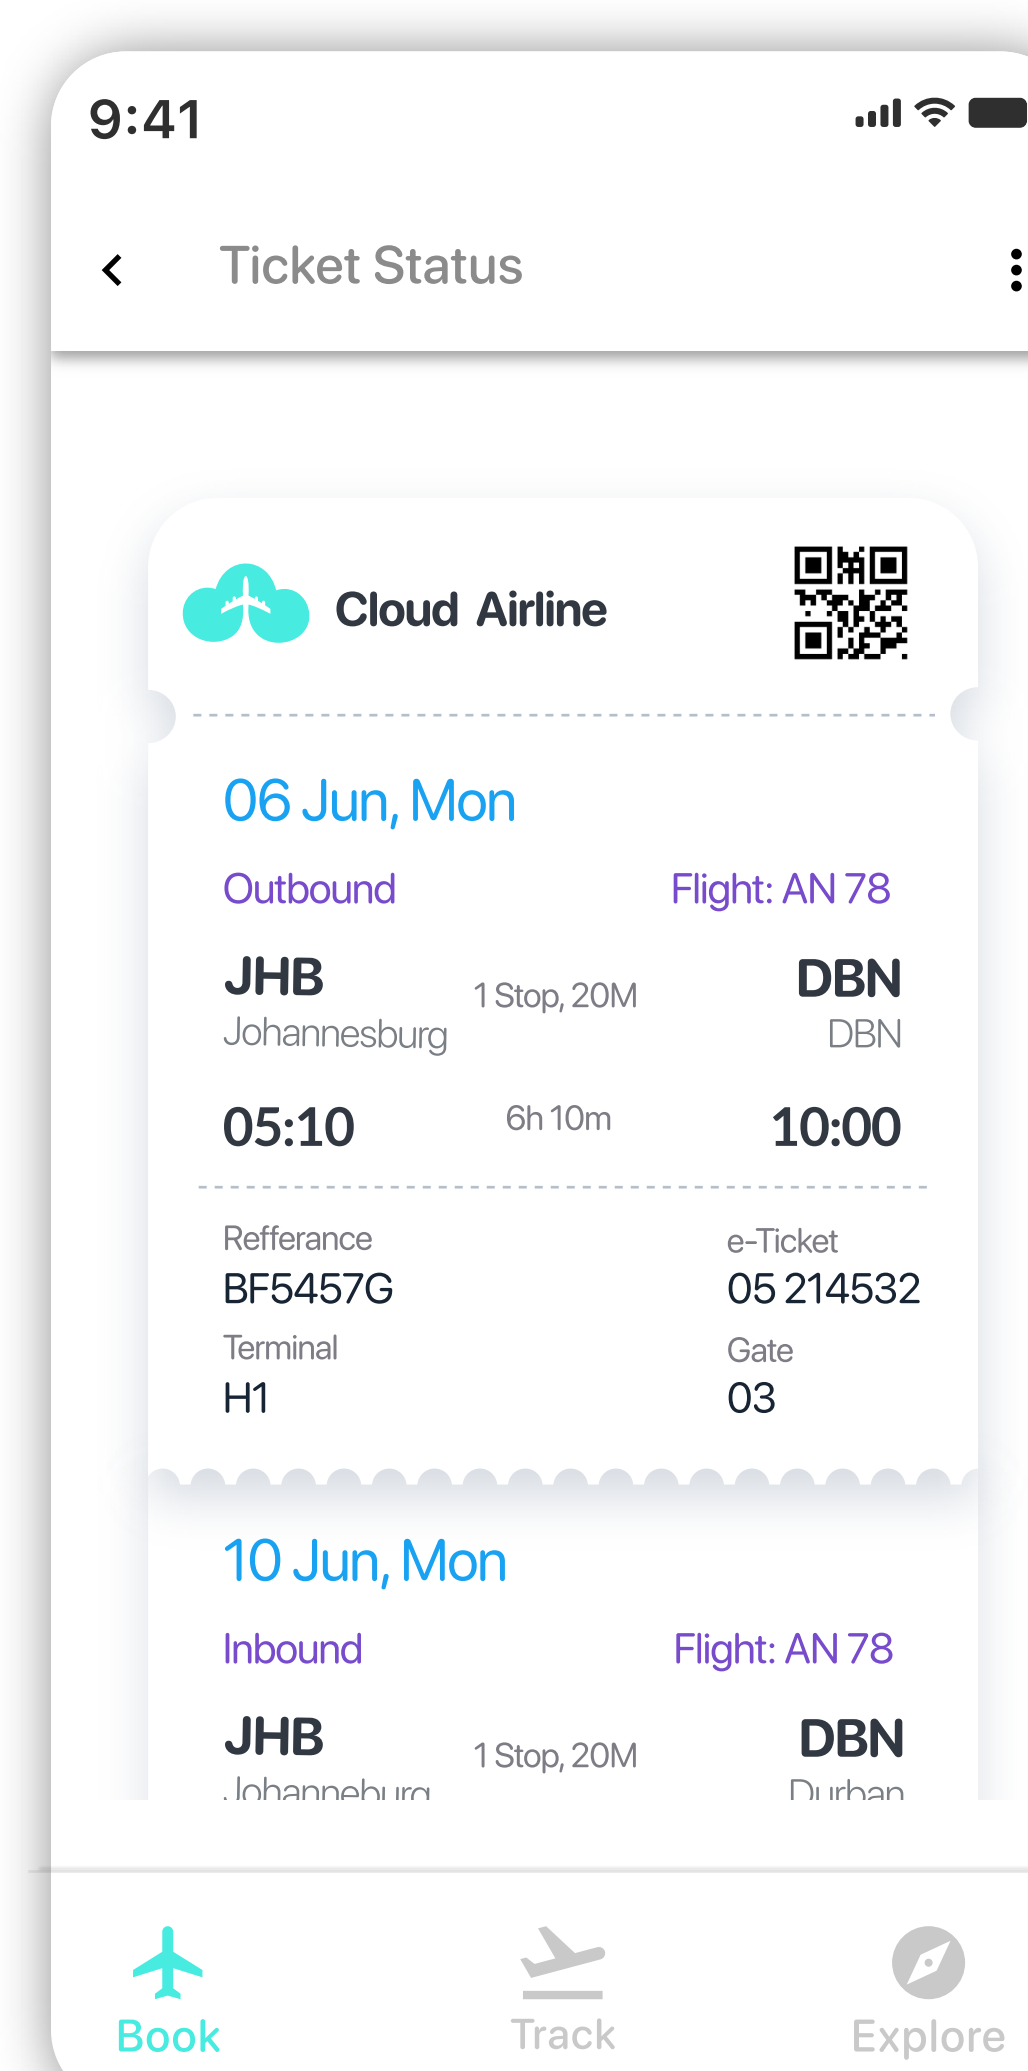 9:41
Ticket Status
Cloud Airline
06 Jun, Mon
Outbound Flight: AN 78
JHB 1 Stop, 20M DBN
Johannesburg DBN
05:10 6h 10m 10:00
Refferance e-Ticket
BF5457G 05 214532
Terminal Gate
H1 03
10 Jun, Mon
Inbound Flight: AN 78
JHB 1 Stop, 20M DBN
Johanneburg Durban
Book Track Explore